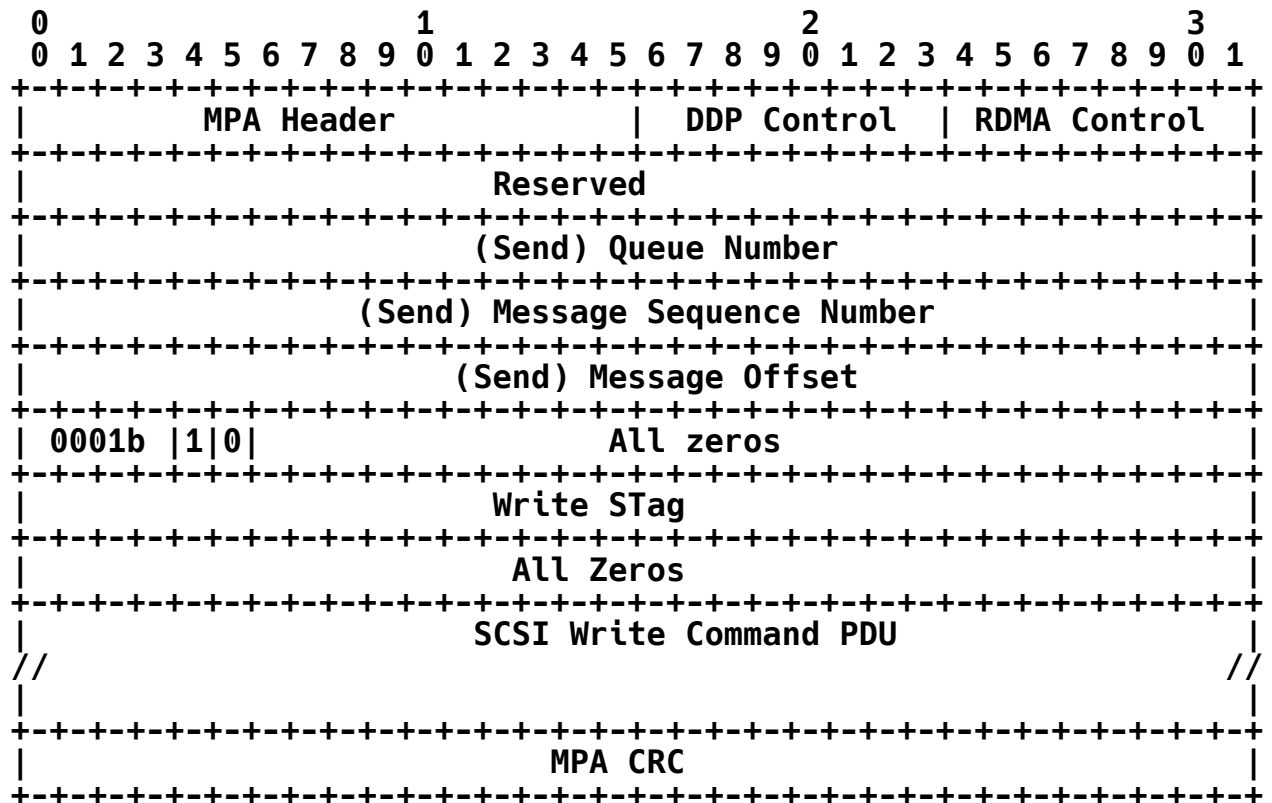 0                   1                   2                   3
 0 1 2 3 4 5 6 7 8 9 0 1 2 3 4 5 6 7 8 9 0 1 2 3 4 5 6 7 8 9 0 1
+-+-+-+-+-+-+-+-+-+-+-+-+-+-+-+-+-+-+-+-+-+-+-+-+-+-+-+-+-+-+-+-+
|         MPA Header            |  DDP Control  | RDMA Control  |
+-+-+-+-+-+-+-+-+-+-+-+-+-+-+-+-+-+-+-+-+-+-+-+-+-+-+-+-+-+-+-+-+
|                        Reserved                               |
+-+-+-+-+-+-+-+-+-+-+-+-+-+-+-+-+-+-+-+-+-+-+-+-+-+-+-+-+-+-+-+-+
|                       (Send) Queue Number                     |
+-+-+-+-+-+-+-+-+-+-+-+-+-+-+-+-+-+-+-+-+-+-+-+-+-+-+-+-+-+-+-+-+
|                 (Send) Message Sequence Number                |
+-+-+-+-+-+-+-+-+-+-+-+-+-+-+-+-+-+-+-+-+-+-+-+-+-+-+-+-+-+-+-+-+
|                      (Send) Message Offset                    |
+-+-+-+-+-+-+-+-+-+-+-+-+-+-+-+-+-+-+-+-+-+-+-+-+-+-+-+-+-+-+-+-+
| 0001b |1|0|                  All zeros                        |
+-+-+-+-+-+-+-+-+-+-+-+-+-+-+-+-+-+-+-+-+-+-+-+-+-+-+-+-+-+-+-+-+
|                        Write STag                             |
+-+-+-+-+-+-+-+-+-+-+-+-+-+-+-+-+-+-+-+-+-+-+-+-+-+-+-+-+-+-+-+-+
|                         All Zeros                             |
+-+-+-+-+-+-+-+-+-+-+-+-+-+-+-+-+-+-+-+-+-+-+-+-+-+-+-+-+-+-+-+-+
|                       SCSI Write Command PDU                  |
//                                                             //
|                                                               |
+-+-+-+-+-+-+-+-+-+-+-+-+-+-+-+-+-+-+-+-+-+-+-+-+-+-+-+-+-+-+-+-+
|                           MPA CRC                             |
+-+-+-+-+-+-+-+-+-+-+-+-+-+-+-+-+-+-+-+-+-+-+-+-+-+-+-+-+-+-+-+-+